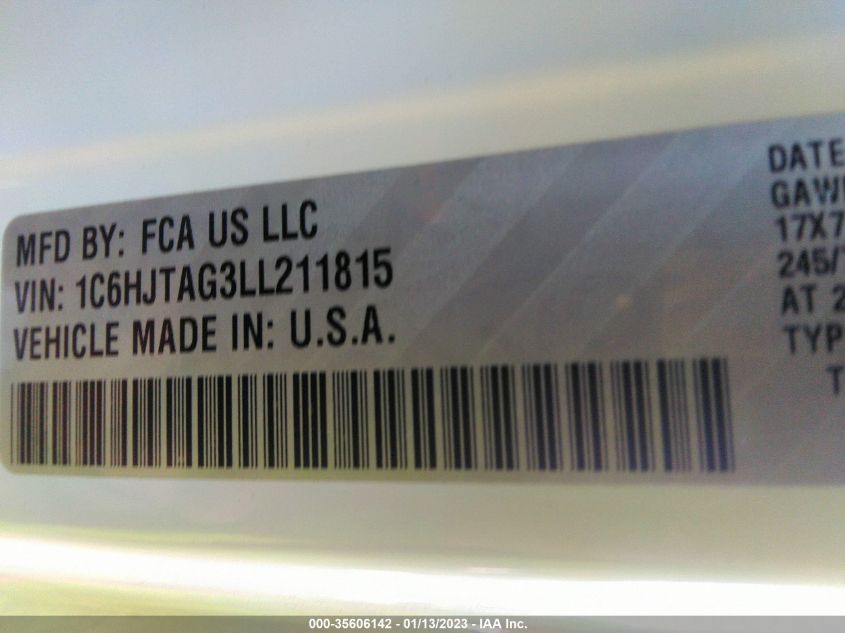 MFD BY: FCA US LLC
VIN: 1C6HJTAG3LL211815
VEHICLE MADE IN: U.S.A.
DATE
GAW
17X7
245/
AT 2
TYP
T
000-35606142 - 01/13/2023 - IAA Inc.